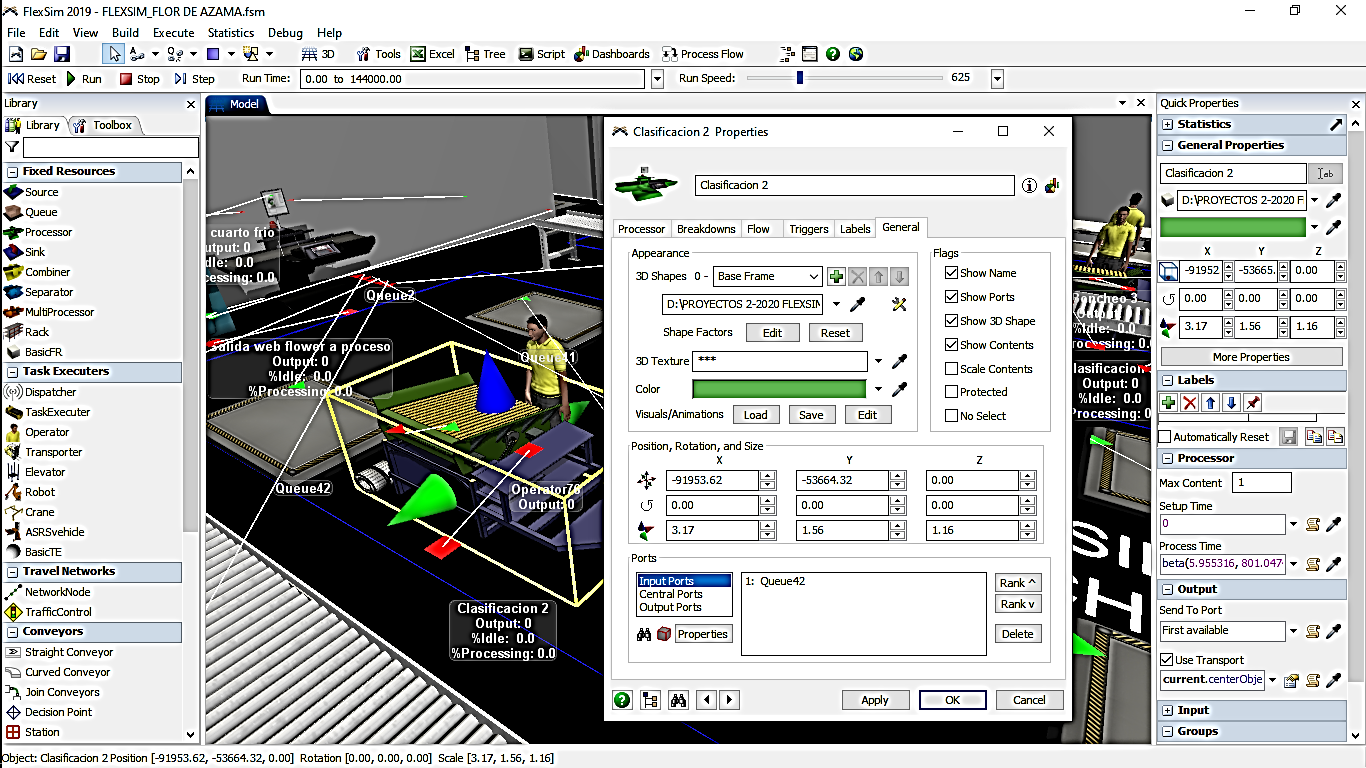 FlexSim 2019 - FLEXSIM_FLOR DE AZAMA.fsm
File Edit View Build Execute Statistics Debug Help
3D Tools Excel Tree Script Dashboards Process Flow
Reset Run Stop Step Run Time: 0.00 to 144000.00 Run Speed: 625
Library
Library Toolbox
Fixed Resources
Source
Queue
Processor
Sink
Combiner
Separator
MultiProcessor
Rack
BasicFR
Task Executers
Dispatcher
TaskExecuter
Operator
Transporter
Elevator
Robot
Crane
ASRSvehicle
BasicTE
Travel Networks
NetworkNode
TrafficControl
Conveyors
Straight Conveyor
Curved Conveyor
Join Conveyors
Decision Point
Station
Model
cuarto frio
utput: 0
dle: 0.0
cessing: 0.0
Queue2
salida web flower a proceso
Output: 0
%Idle: 0.0
%Processing: 0.0
Queue41
Queue42
Operator76
Output: 0
Clasificacion 2
Output: 0
%Idle: 0.0
%Processing: 0.0
Clasificacion 2 Properties
Clasificacion 2
Processor Breakdowns Flow Triggers Labels General
Appearance
3D Shapes 0 - Base Frame
D:\PROYECTOS 2-2020 FLEXSIN
Shape Factors Edit Reset
3D Texture ***
Color
Visuals/Animations Load Save Edit
Flags
Show Name
Show Ports
Show 3D Shape
Show Contents
Scale Contents
Protected
No Select
Position, Rotation, and Size
X Y Z
-91953.62 -53664.32 0.00
0.00 0.00 0.00
3.17 1.56 1.16
Ports
Input Ports
Central Ports
Output Ports
Properties
1: Queue42
Rank ^
Rank v
Delete
Apply OK Cancel
Boncheo 3
Output: 0
%Idle: 0.0
rocessing: 0.
lasificacion
Output: 0
%Idle: 0.0
rocessing: 0.
Quick Properties
Statistics
General Properties
Clasificacion 2
D:\PROYECTOS 2-2020 F
X Y Z
-91952 -53665. 0.00
0.00 0.00 0.00
3.17 1.56 1.16
More Properties
Labels
Automatically Reset
Processor
Max Content 1
Setup Time
0
Process Time
beta(5.955316, 801.0474
Output
Send To Port
First available
Use Transport
current.centerObje
Input
Groups
Object: Clasificacion 2 Position [-91953.62, -53664.32, 0.00] Rotation [0.00, 0.00, 0.00] Scale [3.17, 1.56, 1.16]